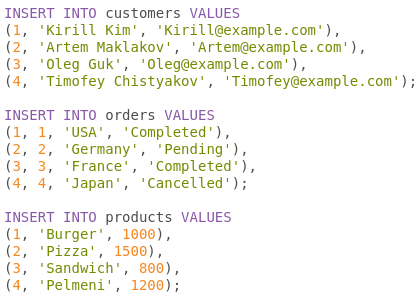 INSERT INTO customers VALUES
(1, 'Kirill Kim', 'Kirill@example.com'),
(2, 'Artem Maklakov', 'Artem@example.com'),
(3, 'Oleg Guk', 'Oleg@example.com'),
(4, 'Timofey Chistyakov', 'Timofey@example.com');

INSERT INTO orders VALUES
(1, 1, 'USA', 'Completed'),
(2, 2, 'Germany', 'Pending'),
(3, 3, 'France', 'Completed'),
(4, 4, 'Japan', 'Cancelled');

INSERT INTO products VALUES
(1, 'Burger', 1000),
(2, 'Pizza', 1500),
(3, 'Sandwich', 800),
(4, 'Pelmeni', 1200);